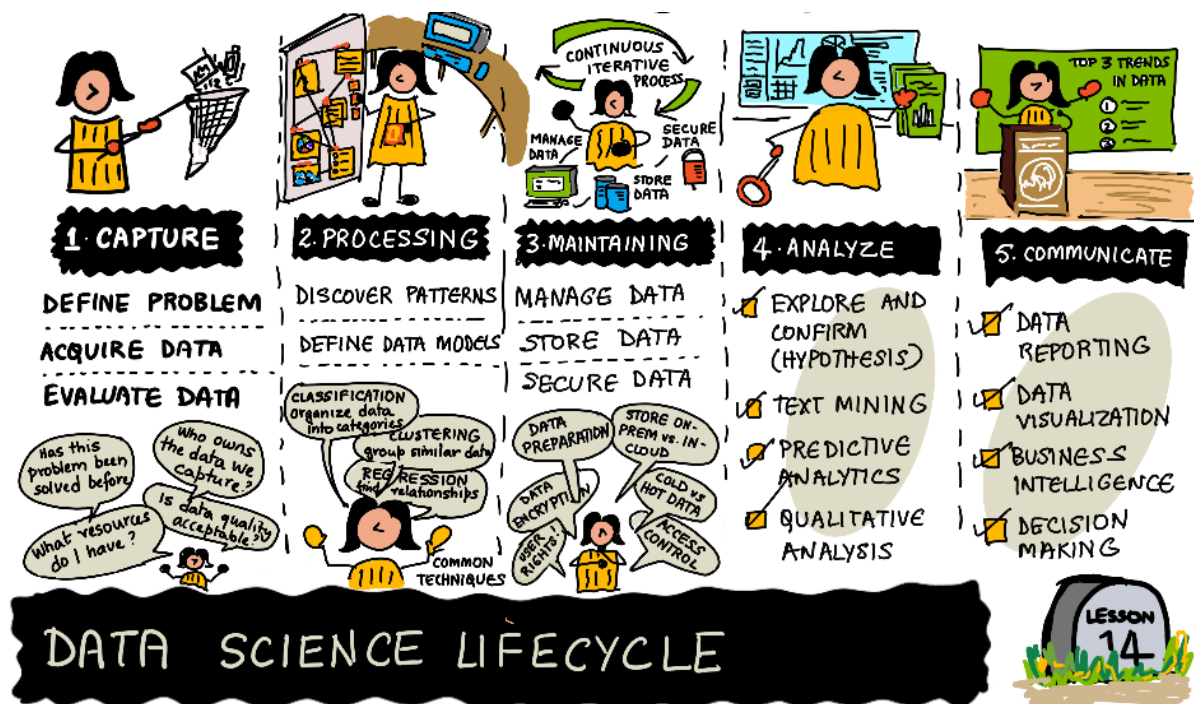 CONTINUOUS
ITERATIVE
PROCESS
MANAGE
DATA
SECURE
DATA
STORE
DATA
TOP 3 TRENDS
IN DATA
1
2
3
1. CAPTURE
DEFINE PROBLEM
ACQUIRE DATA
EVALUATE DATA
Has this
problem been
solved before
Who owns
the data we
capture?
What resources
do I have?
Is data quality
acceptable?
2. PROCESSING
DISCOVER PATTERNS
DEFINE DATA MODELS
CLASSIFICATION
organize data
into categories
CLUSTERING
group similar data
REGRESSION
find relationships
COMMON
TECHNIQUES
3. MAINTAINING
MANAGE DATA
STORE DATA
SECURE DATA
DATA
PREPARATION
STORE ON-
PREM VS. IN-
CLOUD
DATA
ENCRYPTION
COLD VS
HOT DATA
USER
RIGHTS?
ACCESS
CONTROL
4. ANALYZE
EXPLORE AND
CONFIRM
(HYPOTHESIS)
TEXT MINING
PREDICTIVE
ANALYTICS
QUALITATIVE
ANALYSIS
5. COMMUNICATE
DATA
REPORTING
DATA
VISUALIZATION
BUSINESS
INTELLIGENCE
DECISION
MAKING
DATA SCIENCE LIFECYCLE
LESSON
14